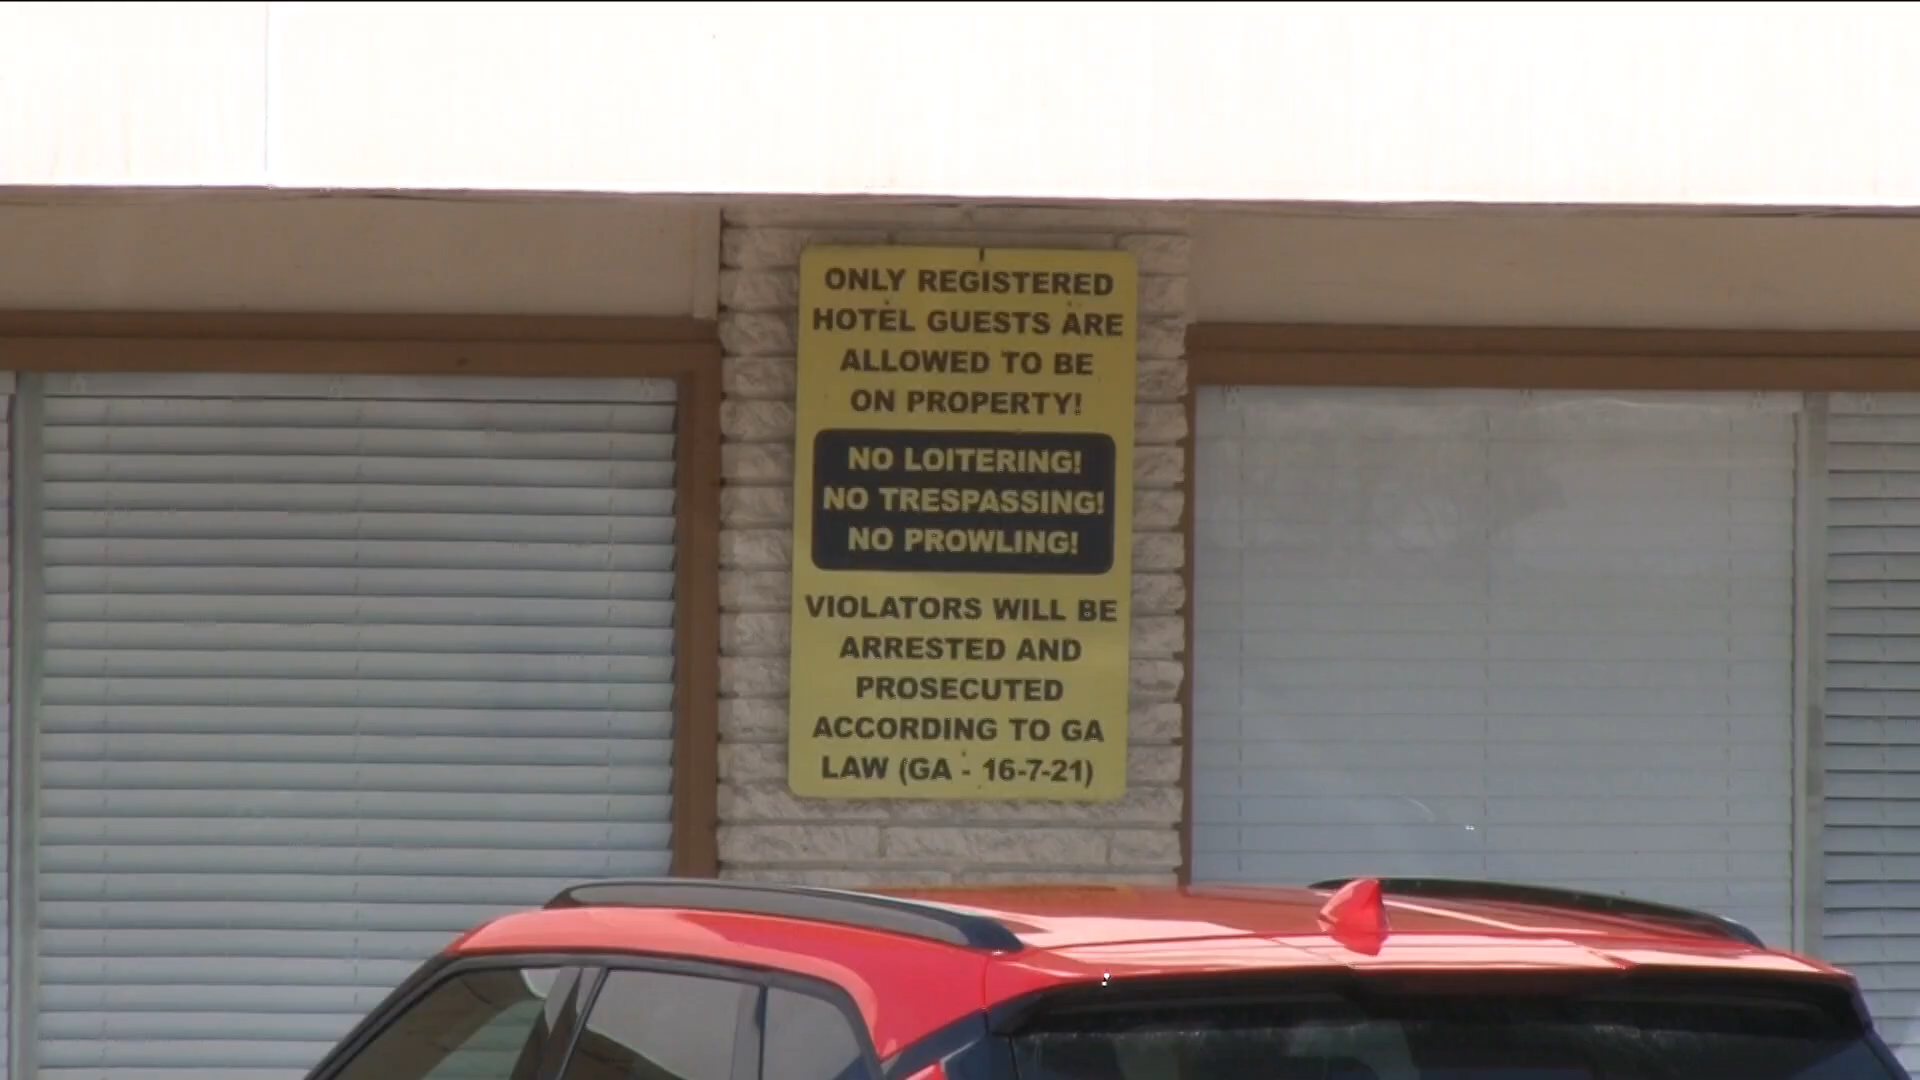 ONLY REGISTERED
HOTEL GUESTS ARE
ALLOWED TO BE
ON PROPERTY!
NO LOITERING!
NO TRESPASSING!
NO PROWLING!
VIOLATORS WILL BE
ARRESTED AND
PROSECUTED
ACCORDING TO GA
LAW (GA - 16-7-21)